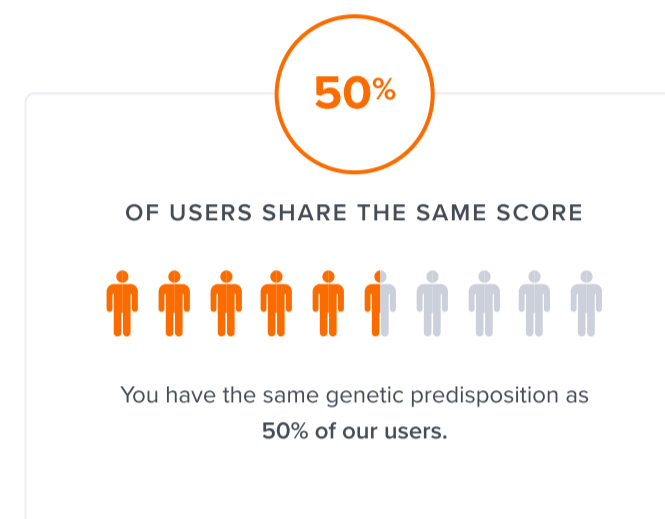 50%
OF USERS SHARE THE SAME SCORE
You have the same genetic predisposition as
50% of our users.